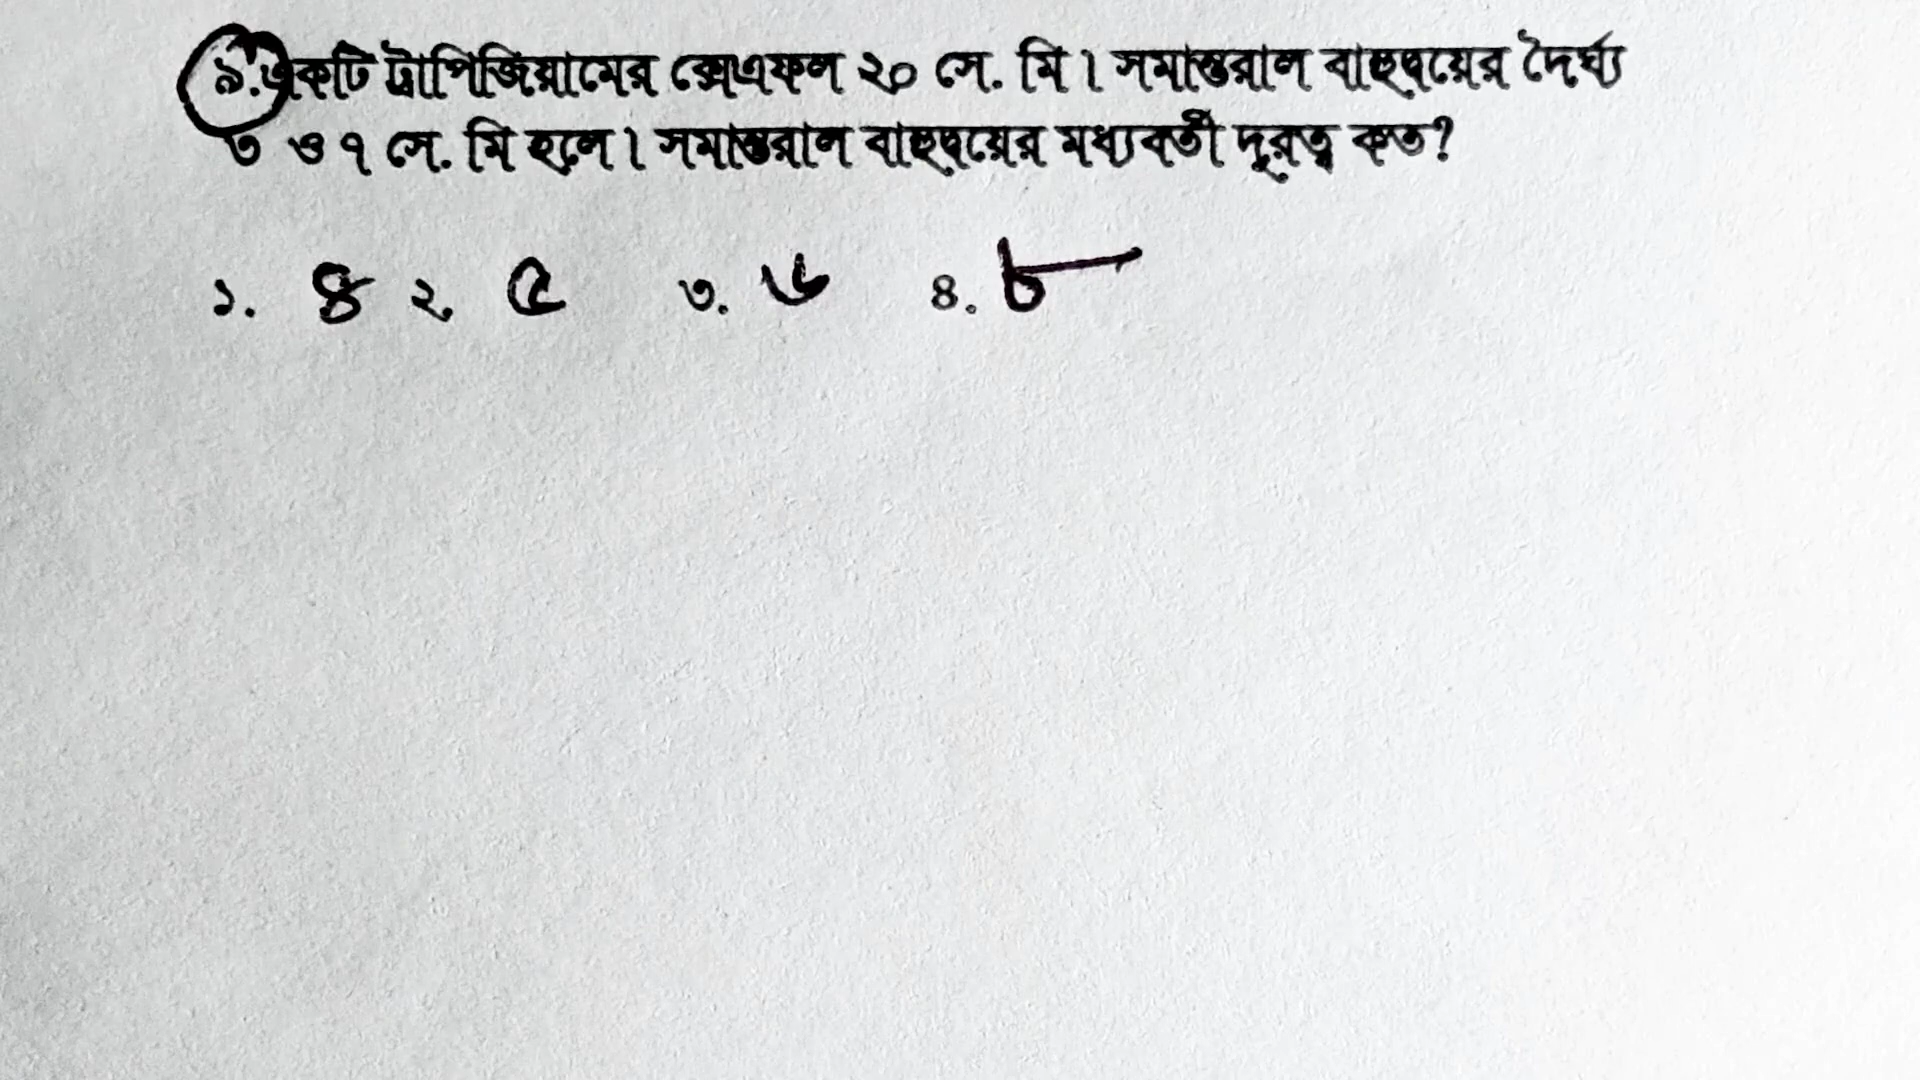 ৯. একটি ট্রাপিজিয়ামের ক্সেএফল ২০ সে. মি। সমান্তরাল বাহুদ্বয়ের দৈর্ঘ্য
৩ ও ৭ সে. মি হলে। সমান্তরাল বাহুদ্বয়ের মধ্যবর্তী দূরত্ব কত?
১. ৪ ২. ৫ ৩. ৬ ৪. ৮